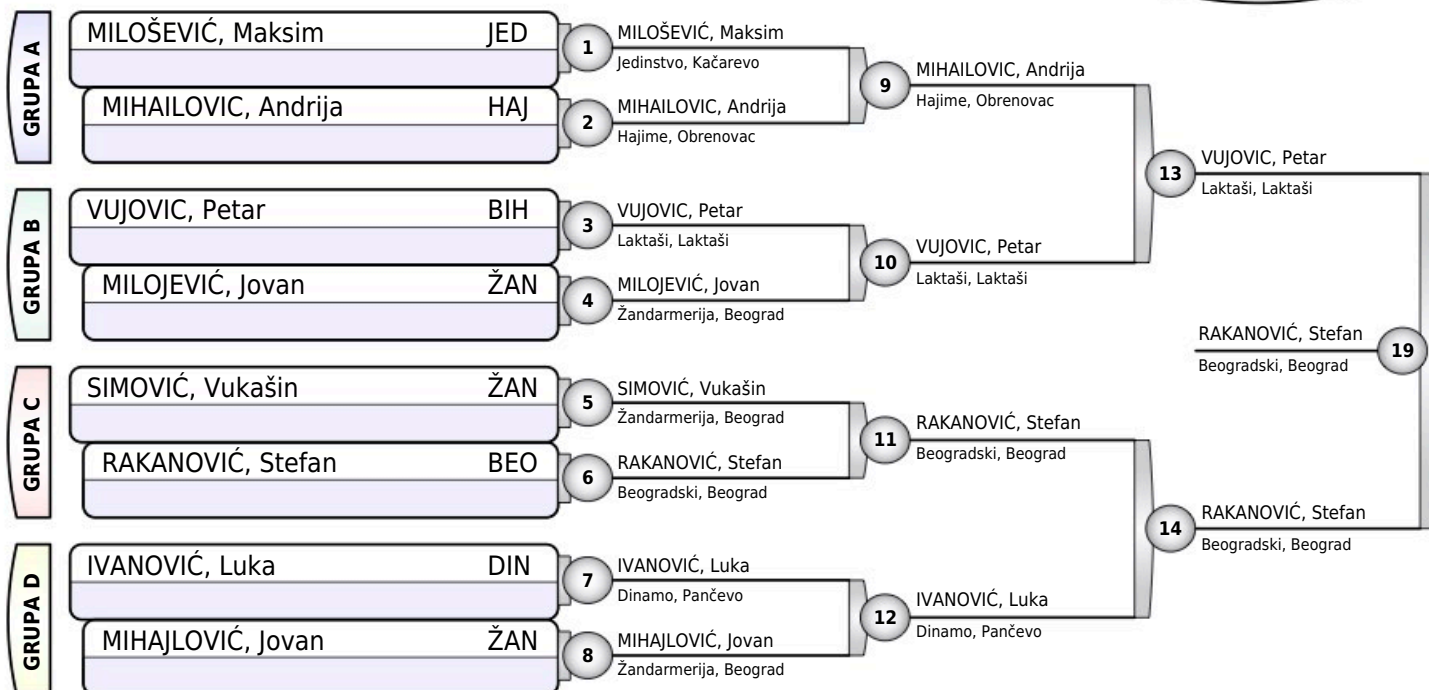 GRUPA A
MILOŠEVIĆ, Maksim JED
1
MILOŠEVIĆ, Maksim
Jedinstvo, Kačarevo
MIHAILOVIC, Andrija HAJ
2
MIHAILOVIC, Andrija
Hajime, Obrenovac
9
MIHAILOVIC, Andrija
Hajime, Obrenovac
GRUPA B
VUJOVIC, Petar BIH
3
VUJOVIC, Petar
Laktaši, Laktaši
MILOJEVIĆ, Jovan ŽAN
4
MILOJEVIĆ, Jovan
Žandarmerija, Beograd
10
VUJOVIC, Petar
Laktaši, Laktaši
13
VUJOVIC, Petar
Laktaši, Laktaši
GRUPA C
SIMOVIĆ, Vukašin ŽAN
5
SIMOVIĆ, Vukašin
Žandarmerija, Beograd
RAKANOVIĆ, Stefan BEO
6
RAKANOVIĆ, Stefan
Beogradski, Beograd
11
RAKANOVIĆ, Stefan
Beogradski, Beograd
GRUPA D
IVANOVIĆ, Luka DIN
7
IVANOVIĆ, Luka
Dinamo, Pančevo
MIHAJLOVIĆ, Jovan ŽAN
8
MIHAJLOVIĆ, Jovan
Žandarmerija, Beograd
12
IVANOVIĆ, Luka
Dinamo, Pančevo
14
RAKANOVIĆ, Stefan
Beogradski, Beograd
RAKANOVIĆ, Stefan
Beogradski, Beograd
19